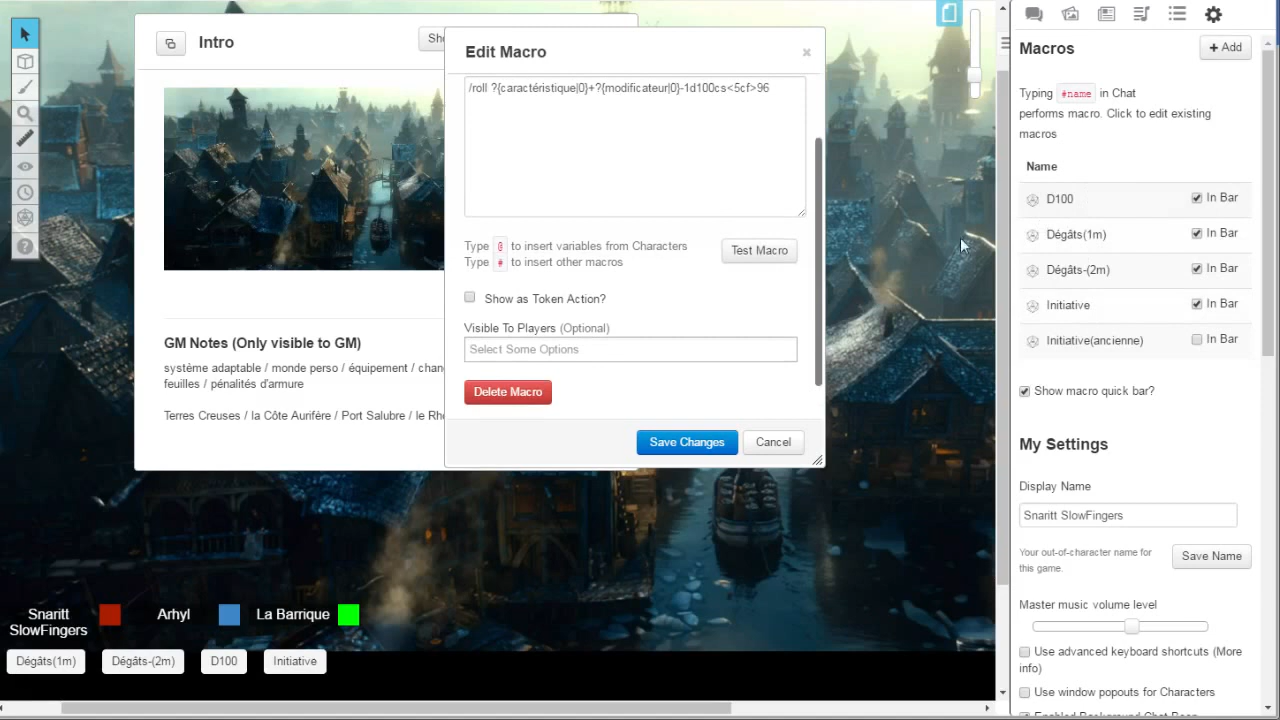 Intro
Sho
GM Notes (Only visible to GM)
système adaptable / monde perso / équipement / chan
feuilles / pénalités d'armure
Terres Creuses / la Côte Aurifère / Port Salubre / le Rh
Edit Macro
×
/roll ?{caractéristique|0}+?{modificateur|0}-1d100cs<5cf>96
Type @ to insert variables from Characters
Type # to insert other macros
Test Macro
Show as Token Action?
Visible To Players (Optional)
Select Some Options
Delete Macro
Save Changes
Cancel
Macros
+ Add
Typing #name in Chat
performs macro. Click to edit existing
macros
Name
D100
In Bar
Dégâts(1m)
In Bar
Dégâts-(2m)
In Bar
Initiative
In Bar
Initiative(ancienne)
In Bar
Show macro quick bar?
My Settings
Display Name
Snaritt SlowFingers
Your out-of-character name for
this game.
Save Name
Master music volume level
Use advanced keyboard shortcuts (More
info)
Use window popouts for Characters
Snaritt
SlowFingers
Arhyl
La Barrique
Dégâts(1m)
Dégâts-(2m)
D100
Initiative